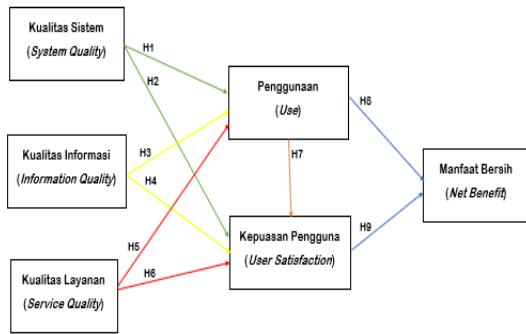 Kualitas Sistem
(System Quality)
H1
H2
Penggunaan
(Use)
H8
Kualitas Informasi
(Information Quality)
H3
H4
H7
Manfaat Bersih
(Net Benefit)
H5
H6
Kepuasan Pengguna
(User Satisfaction)
H9
Kualitas Layanan
(Service Quality)